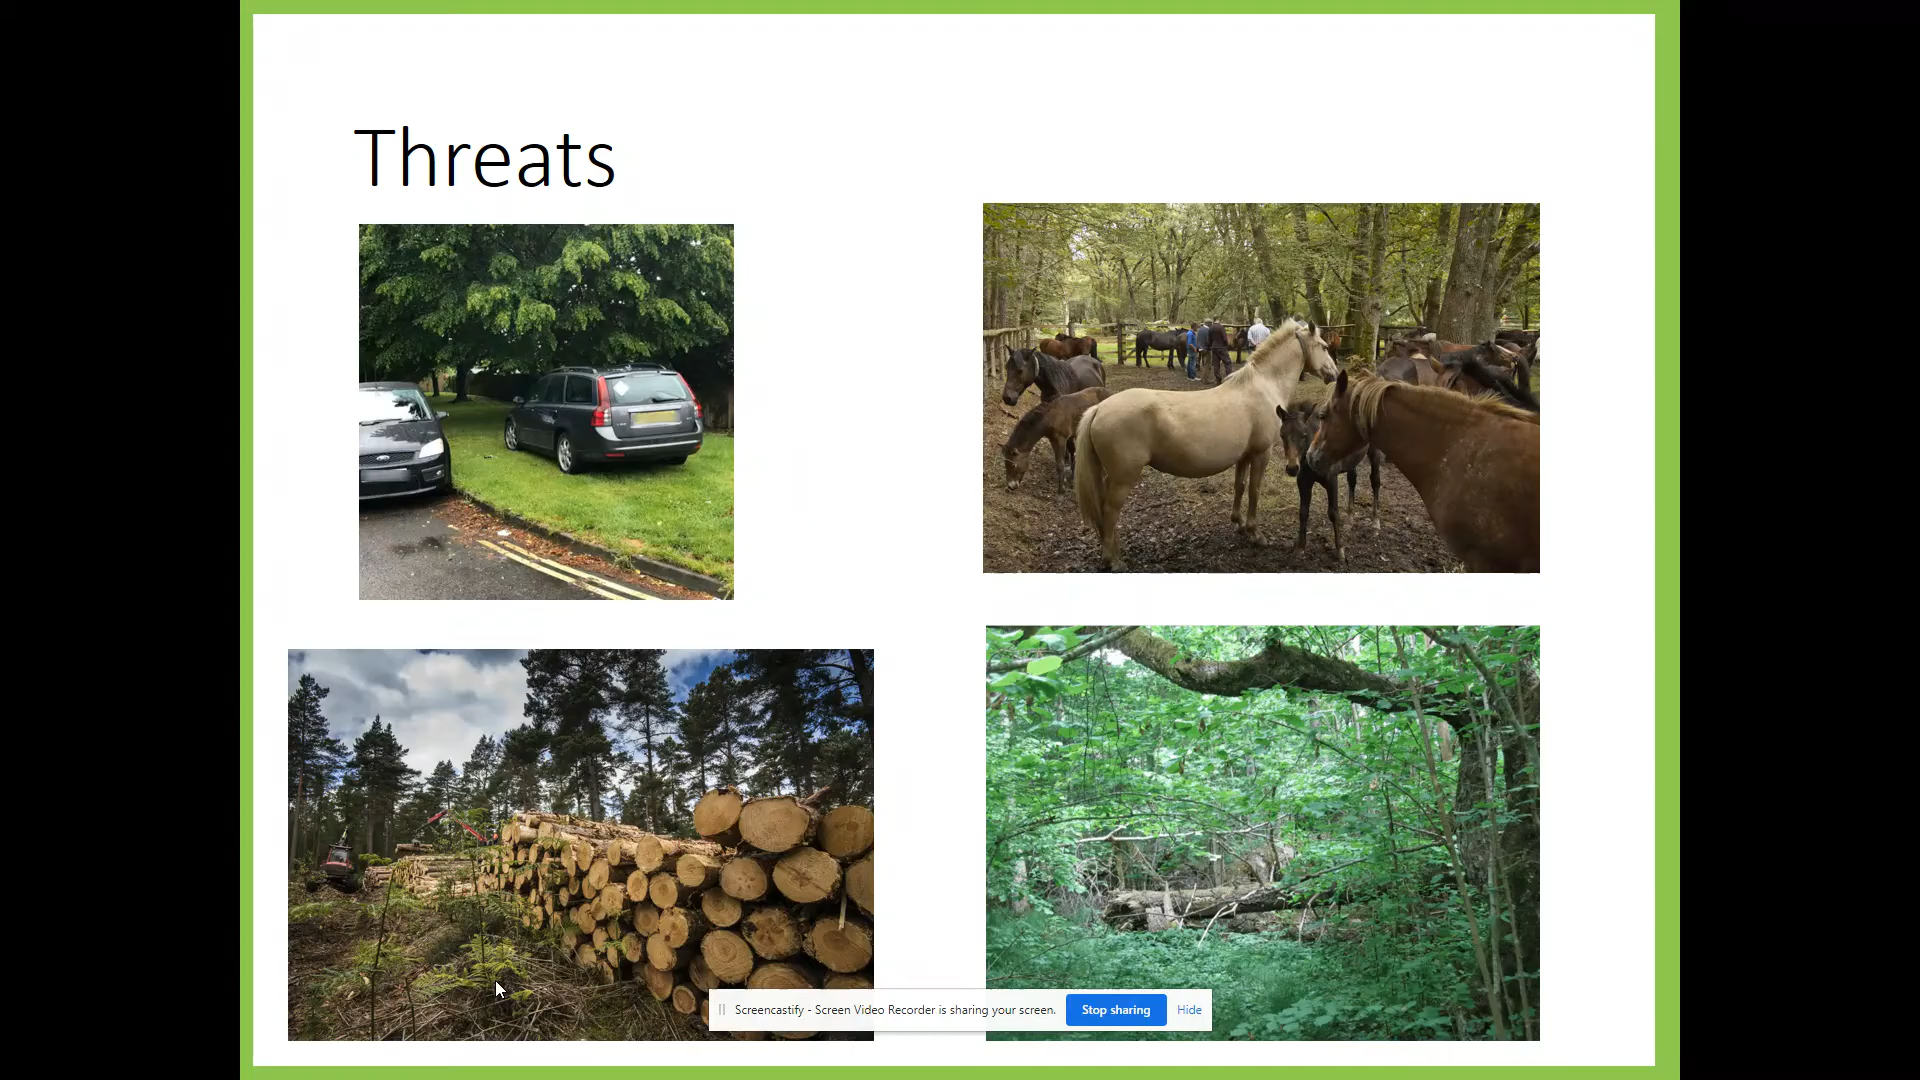 Threats
Screencastify - Screen Video Recorder is sharing your screen.
Stop sharing
Hide